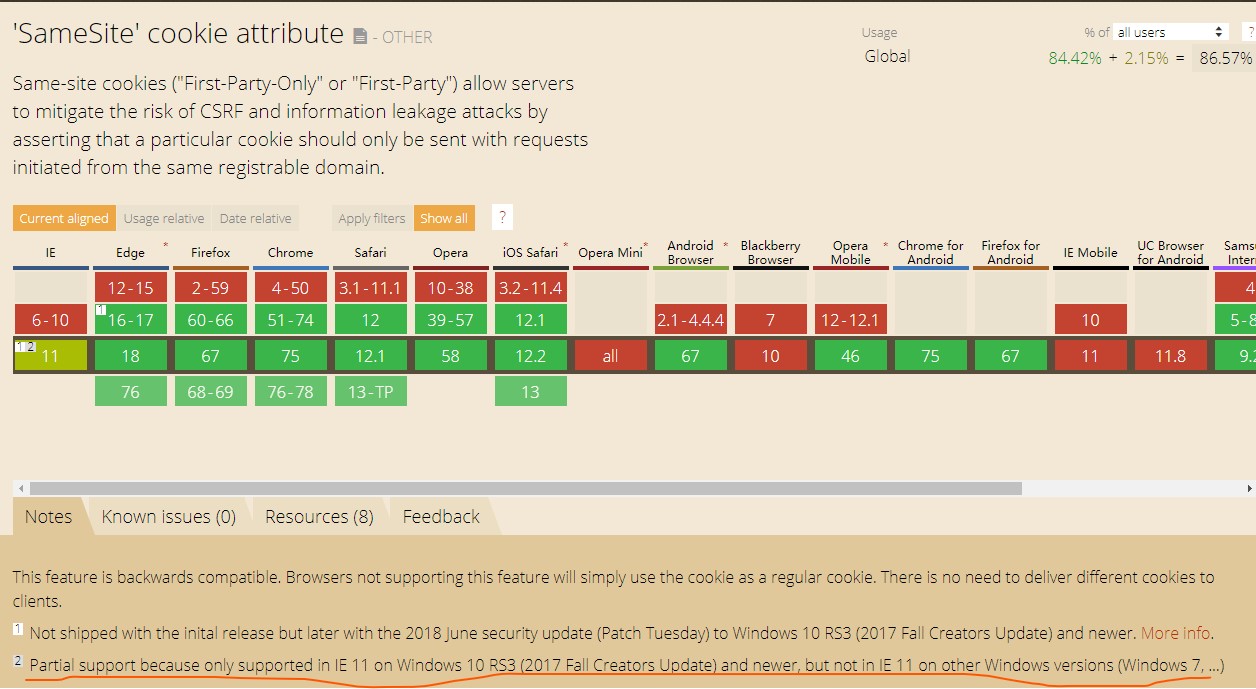 'SameSite' cookie attribute - OTHER
Usage % of all users ?
Global 84.42% + 2.15% = 86.57%
Same-site cookies ("First-Party-Only" or "First-Party") allow servers
to mitigate the risk of CSRF and information leakage attacks by
asserting that a particular cookie should only be sent with requests
initiated from the same registrable domain.
Current aligned Usage relative Date relative Apply filters Show all ?
IE Edge * Firefox Chrome Safari Opera iOS Safari * Opera Mini * Android Browser * Blackberry Browser Opera Mobile * Chrome for Android Firefox for Android IE Mobile UC Browser for Android Sams Inter
12-15 2-59 4-50 3.1-11.1 10-38 3.2-11.4 4
6-10 1 16-17 60-66 51-74 12 39-57 12.1 2.1-4.4.4 7 12-12.1 10 5-8
1 2 11 18 67 75 12.1 58 12.2 all 67 10 46 75 67 11 11.8 9.2
76 68-69 76-78 13-TP 13
Notes Known issues (0) Resources (8) Feedback
This feature is backwards compatible. Browsers not supporting this feature will simply use the cookie as a regular cookie. There is no need to deliver different cookies to
clients.
1 Not shipped with the inital release but later with the 2018 June security update (Patch Tuesday) to Windows 10 RS3 (2017 Fall Creators Update) and newer. More info.
2 Partial support because only supported in IE 11 on Windows 10 RS3 (2017 Fall Creators Update) and newer, but not in IE 11 on other Windows versions (Windows 7, ...)